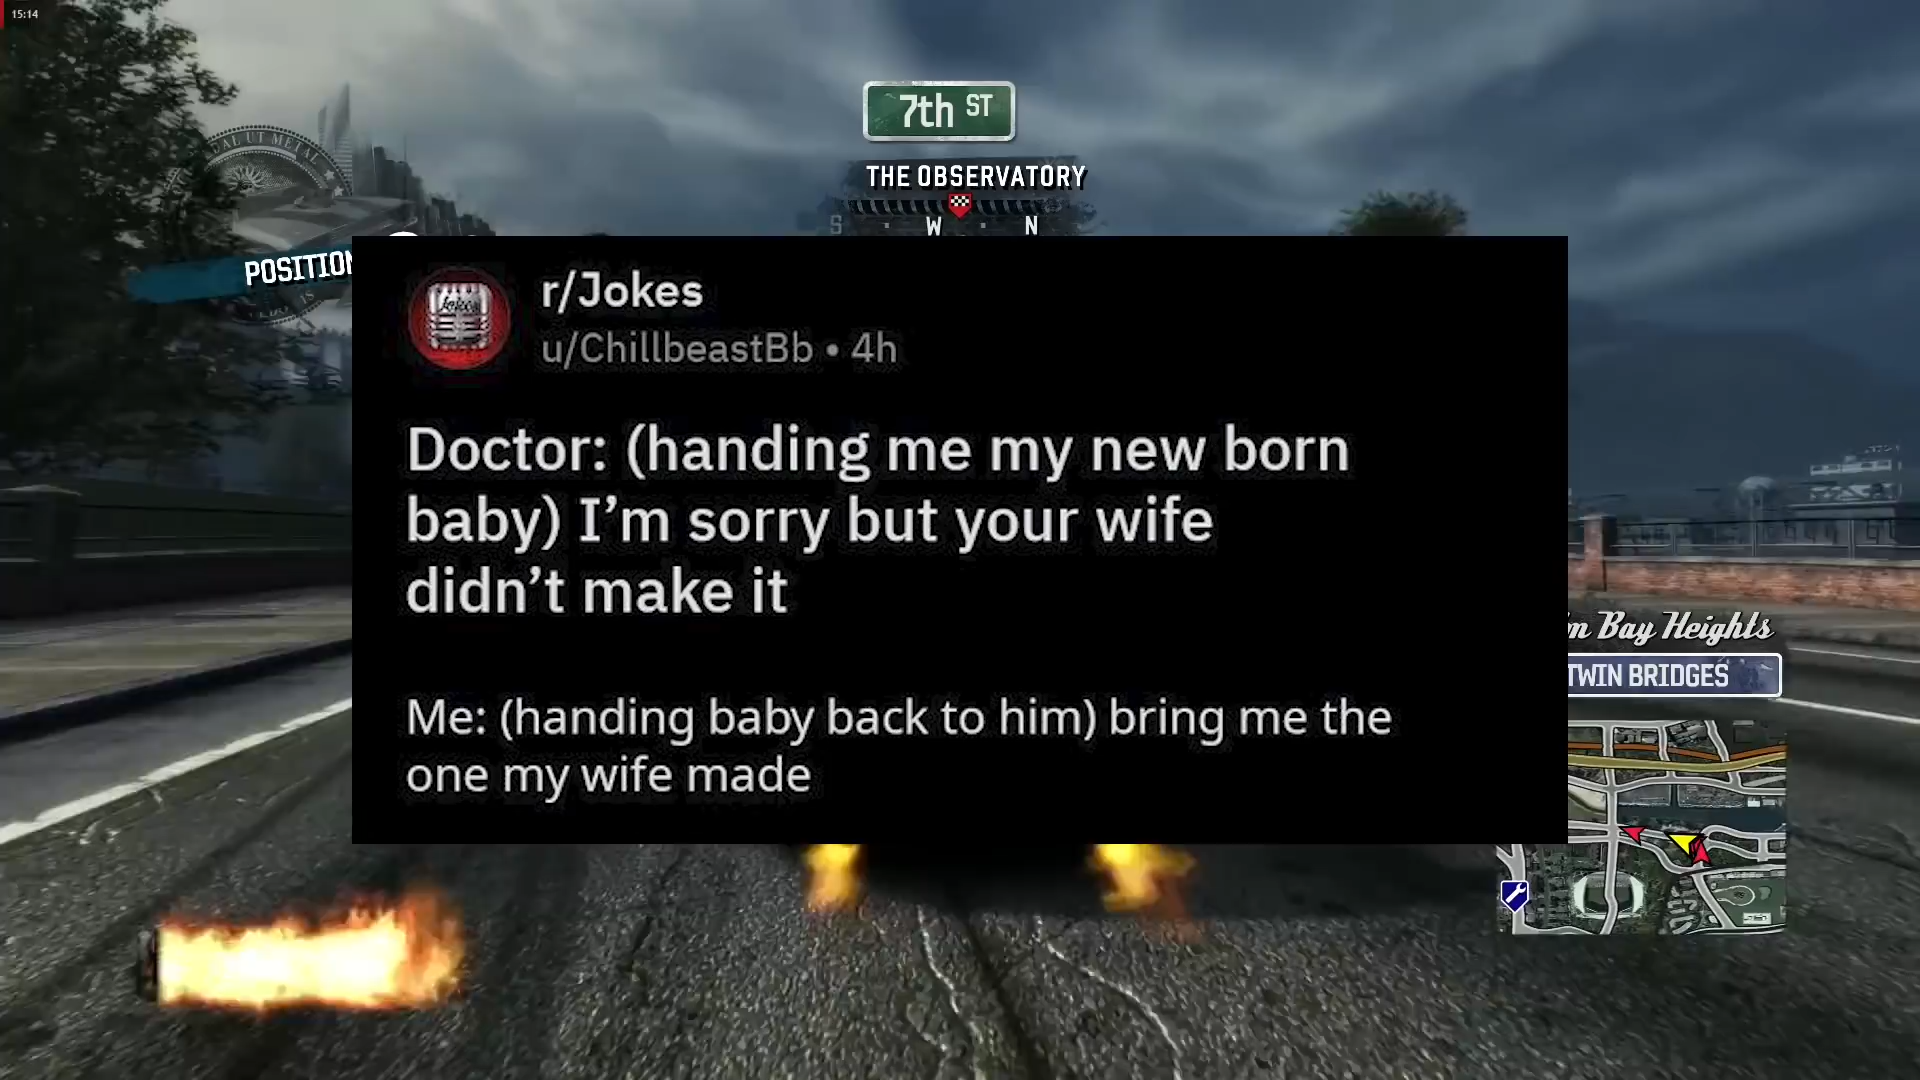 15:14
7th ST
THE OBSERVATORY
S W N
POSITION
r/Jokes
u/ChillbeastBb • 4h
Doctor: (handing me my new born
baby) I’m sorry but your wife
didn’t make it
Me: (handing baby back to him) bring me the
one my wife made
Bay Heights
TWIN BRIDGES